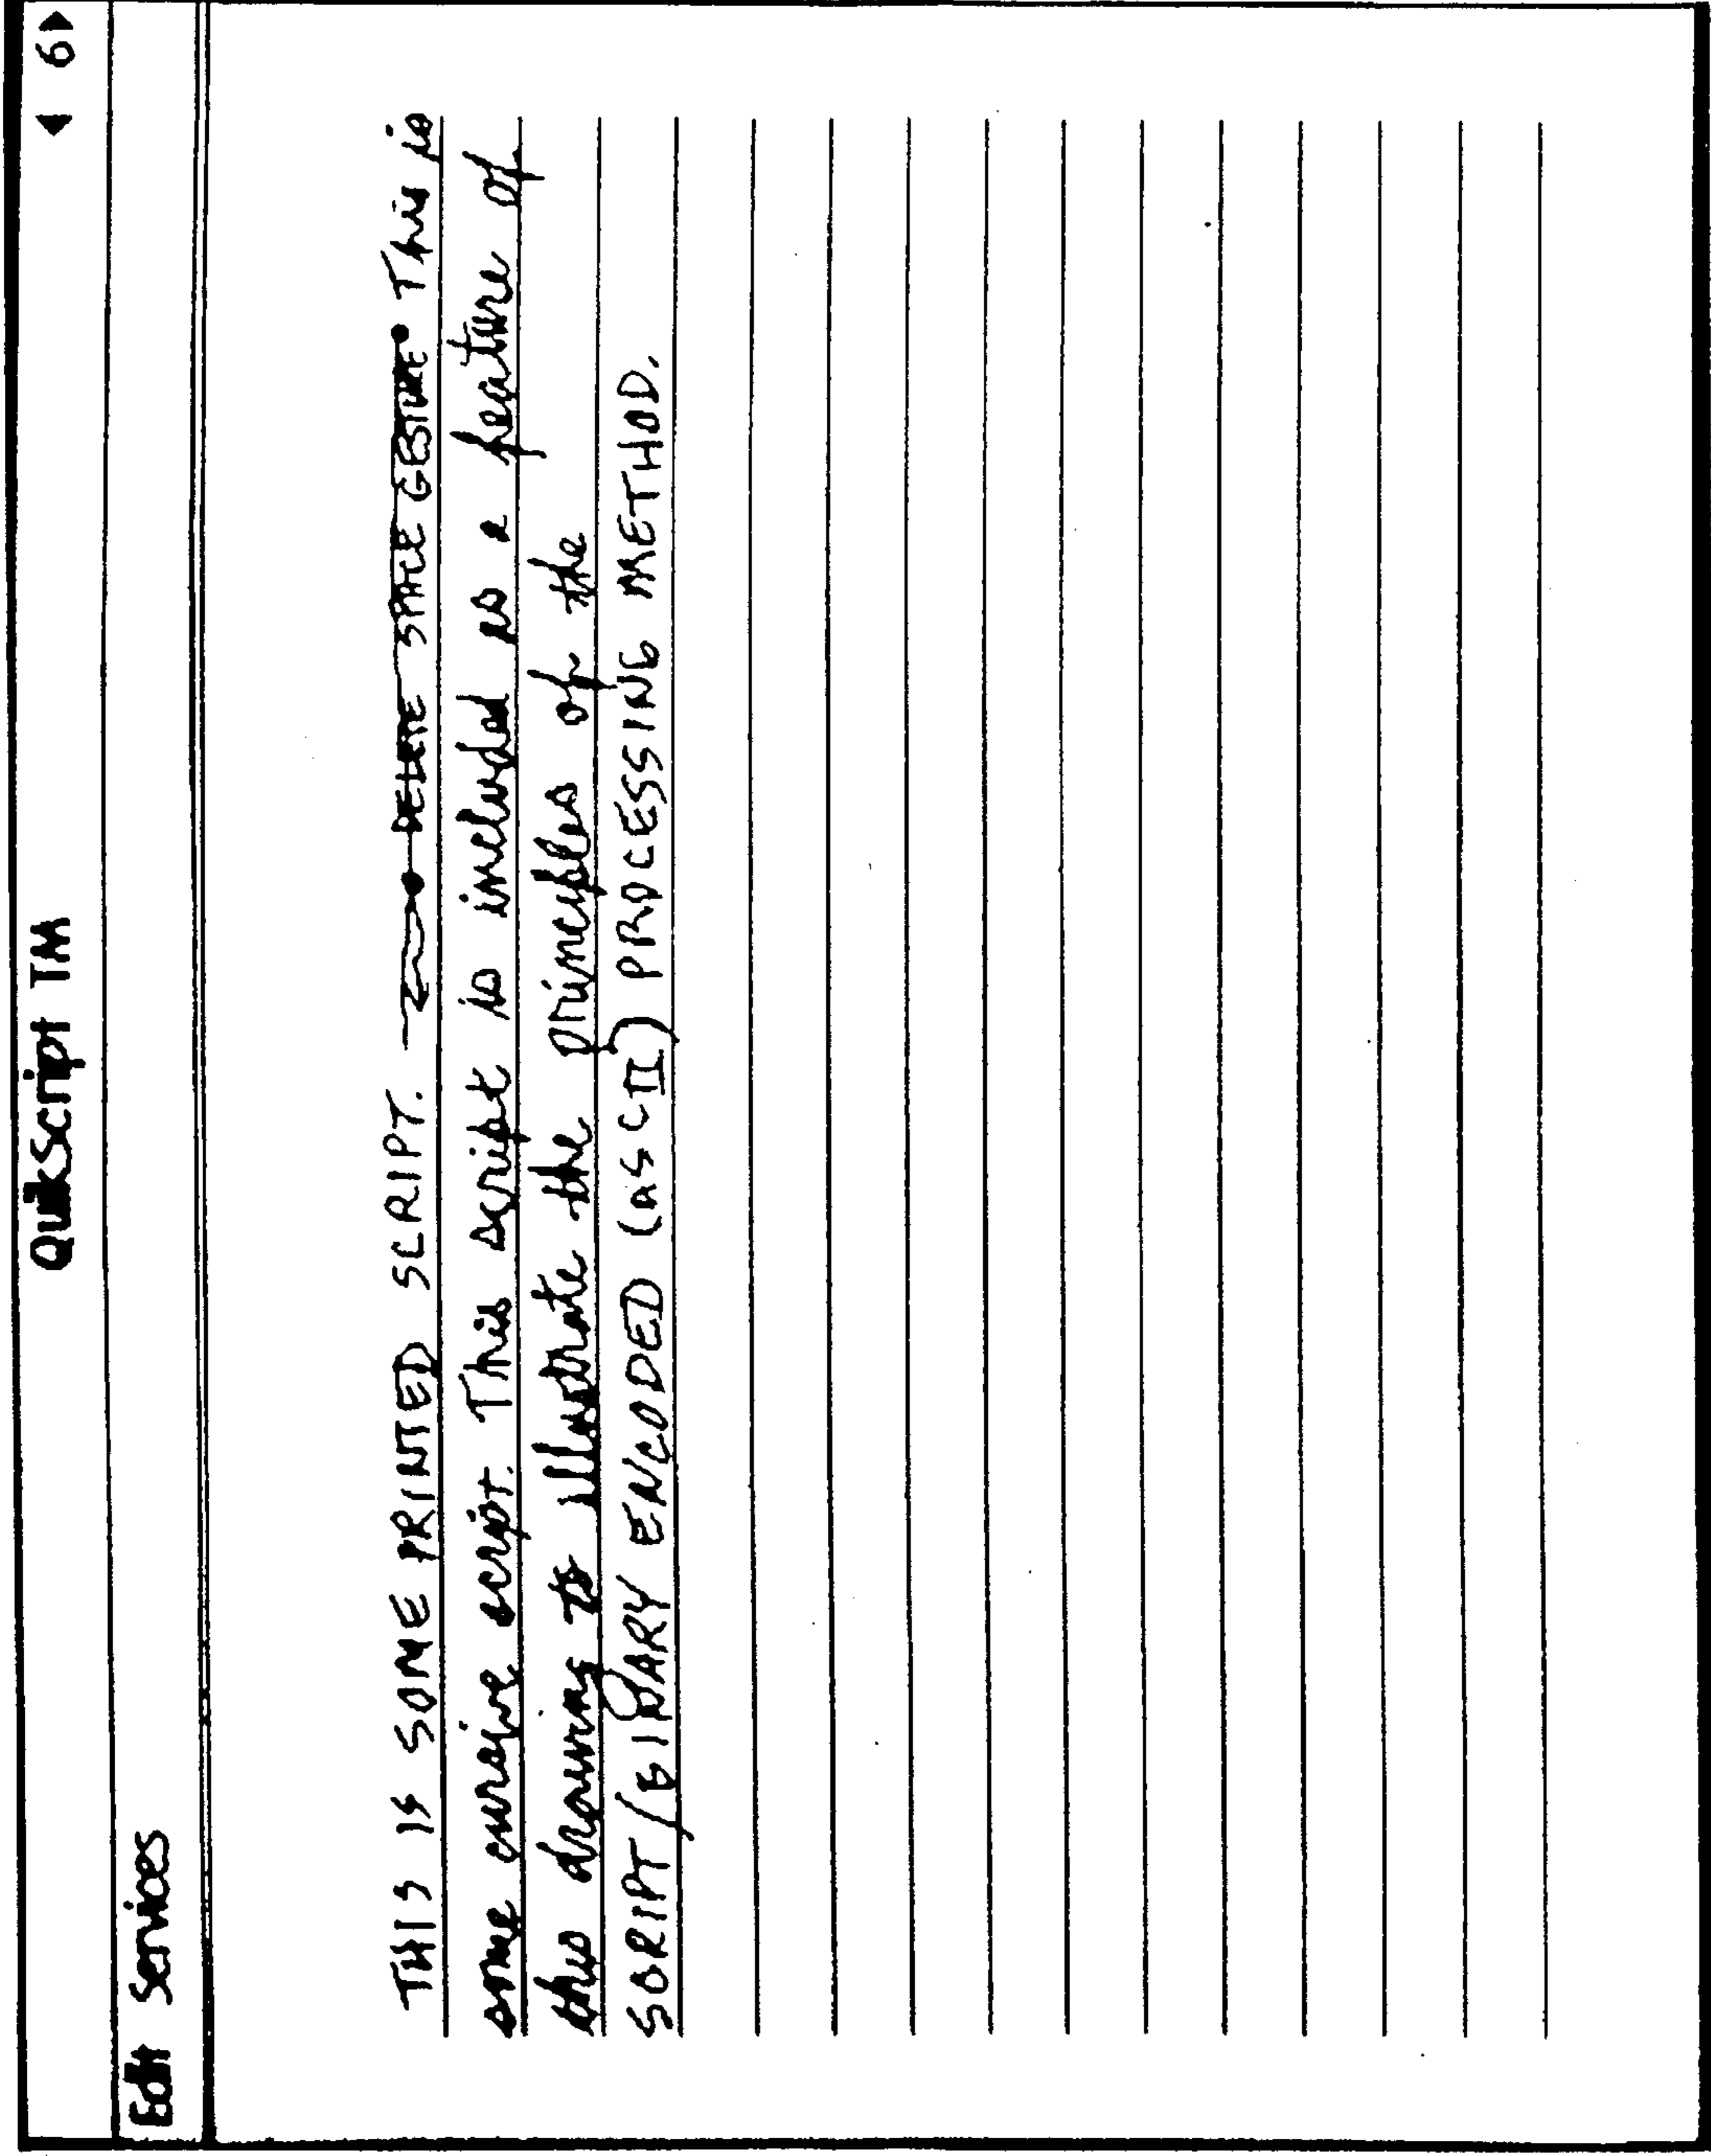 QuikScript TM ◀ 6▶
Edit Services
THIS IS SOME PRINTED SCRIPT. DELETE SPACE GESTURE This is
some cursive script. This script is included as a feature of
this drawing to illustrate the principles of the
SCRIPT (BINARY ENCODED (ASCII) PROCESSING METHOD.